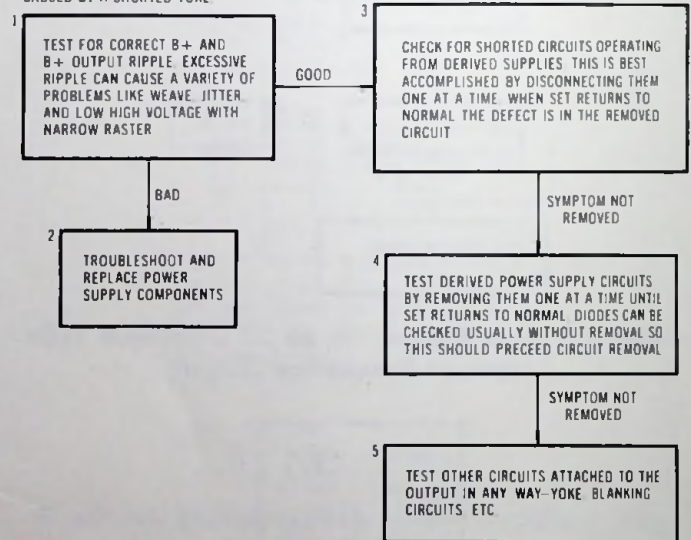 CAUSED BY A SHORTED YOKE
1
TEST FOR CORRECT B+ AND
B+ OUTPUT RIPPLE. EXCESSIVE
RIPPLE CAN CAUSE A VARIETY OF
PROBLEMS LIKE WEAVE, JITTER,
AND LOW HIGH VOLTAGE WITH
NARROW RASTER
GOOD
BAD
2
TROUBLESHOOT AND
REPLACE POWER
SUPPLY COMPONENTS
3
CHECK FOR SHORTED CIRCUITS OPERATING
FROM DERIVED SUPPLIES. THIS IS BEST
ACCOMPLISHED BY DISCONNECTING THEM
ONE AT A TIME. WHEN SET RETURNS TO
NORMAL THE DEFECT IS IN THE REMOVED
CIRCUIT
SYMPTOM NOT
REMOVED
4
TEST DERIVED POWER SUPPLY CIRCUITS
BY REMOVING THEM ONE AT A TIME UNTIL
SET RETURNS TO NORMAL. DIODES CAN BE
CHECKED USUALLY WITHOUT REMOVAL SO
THIS SHOULD PRECEED CIRCUIT REMOVAL
SYMPTOM NOT
REMOVED
5
TEST OTHER CIRCUITS ATTACHED TO THE
OUTPUT IN ANY WAY—YOKE, BLANKING
CIRCUITS, ETC.